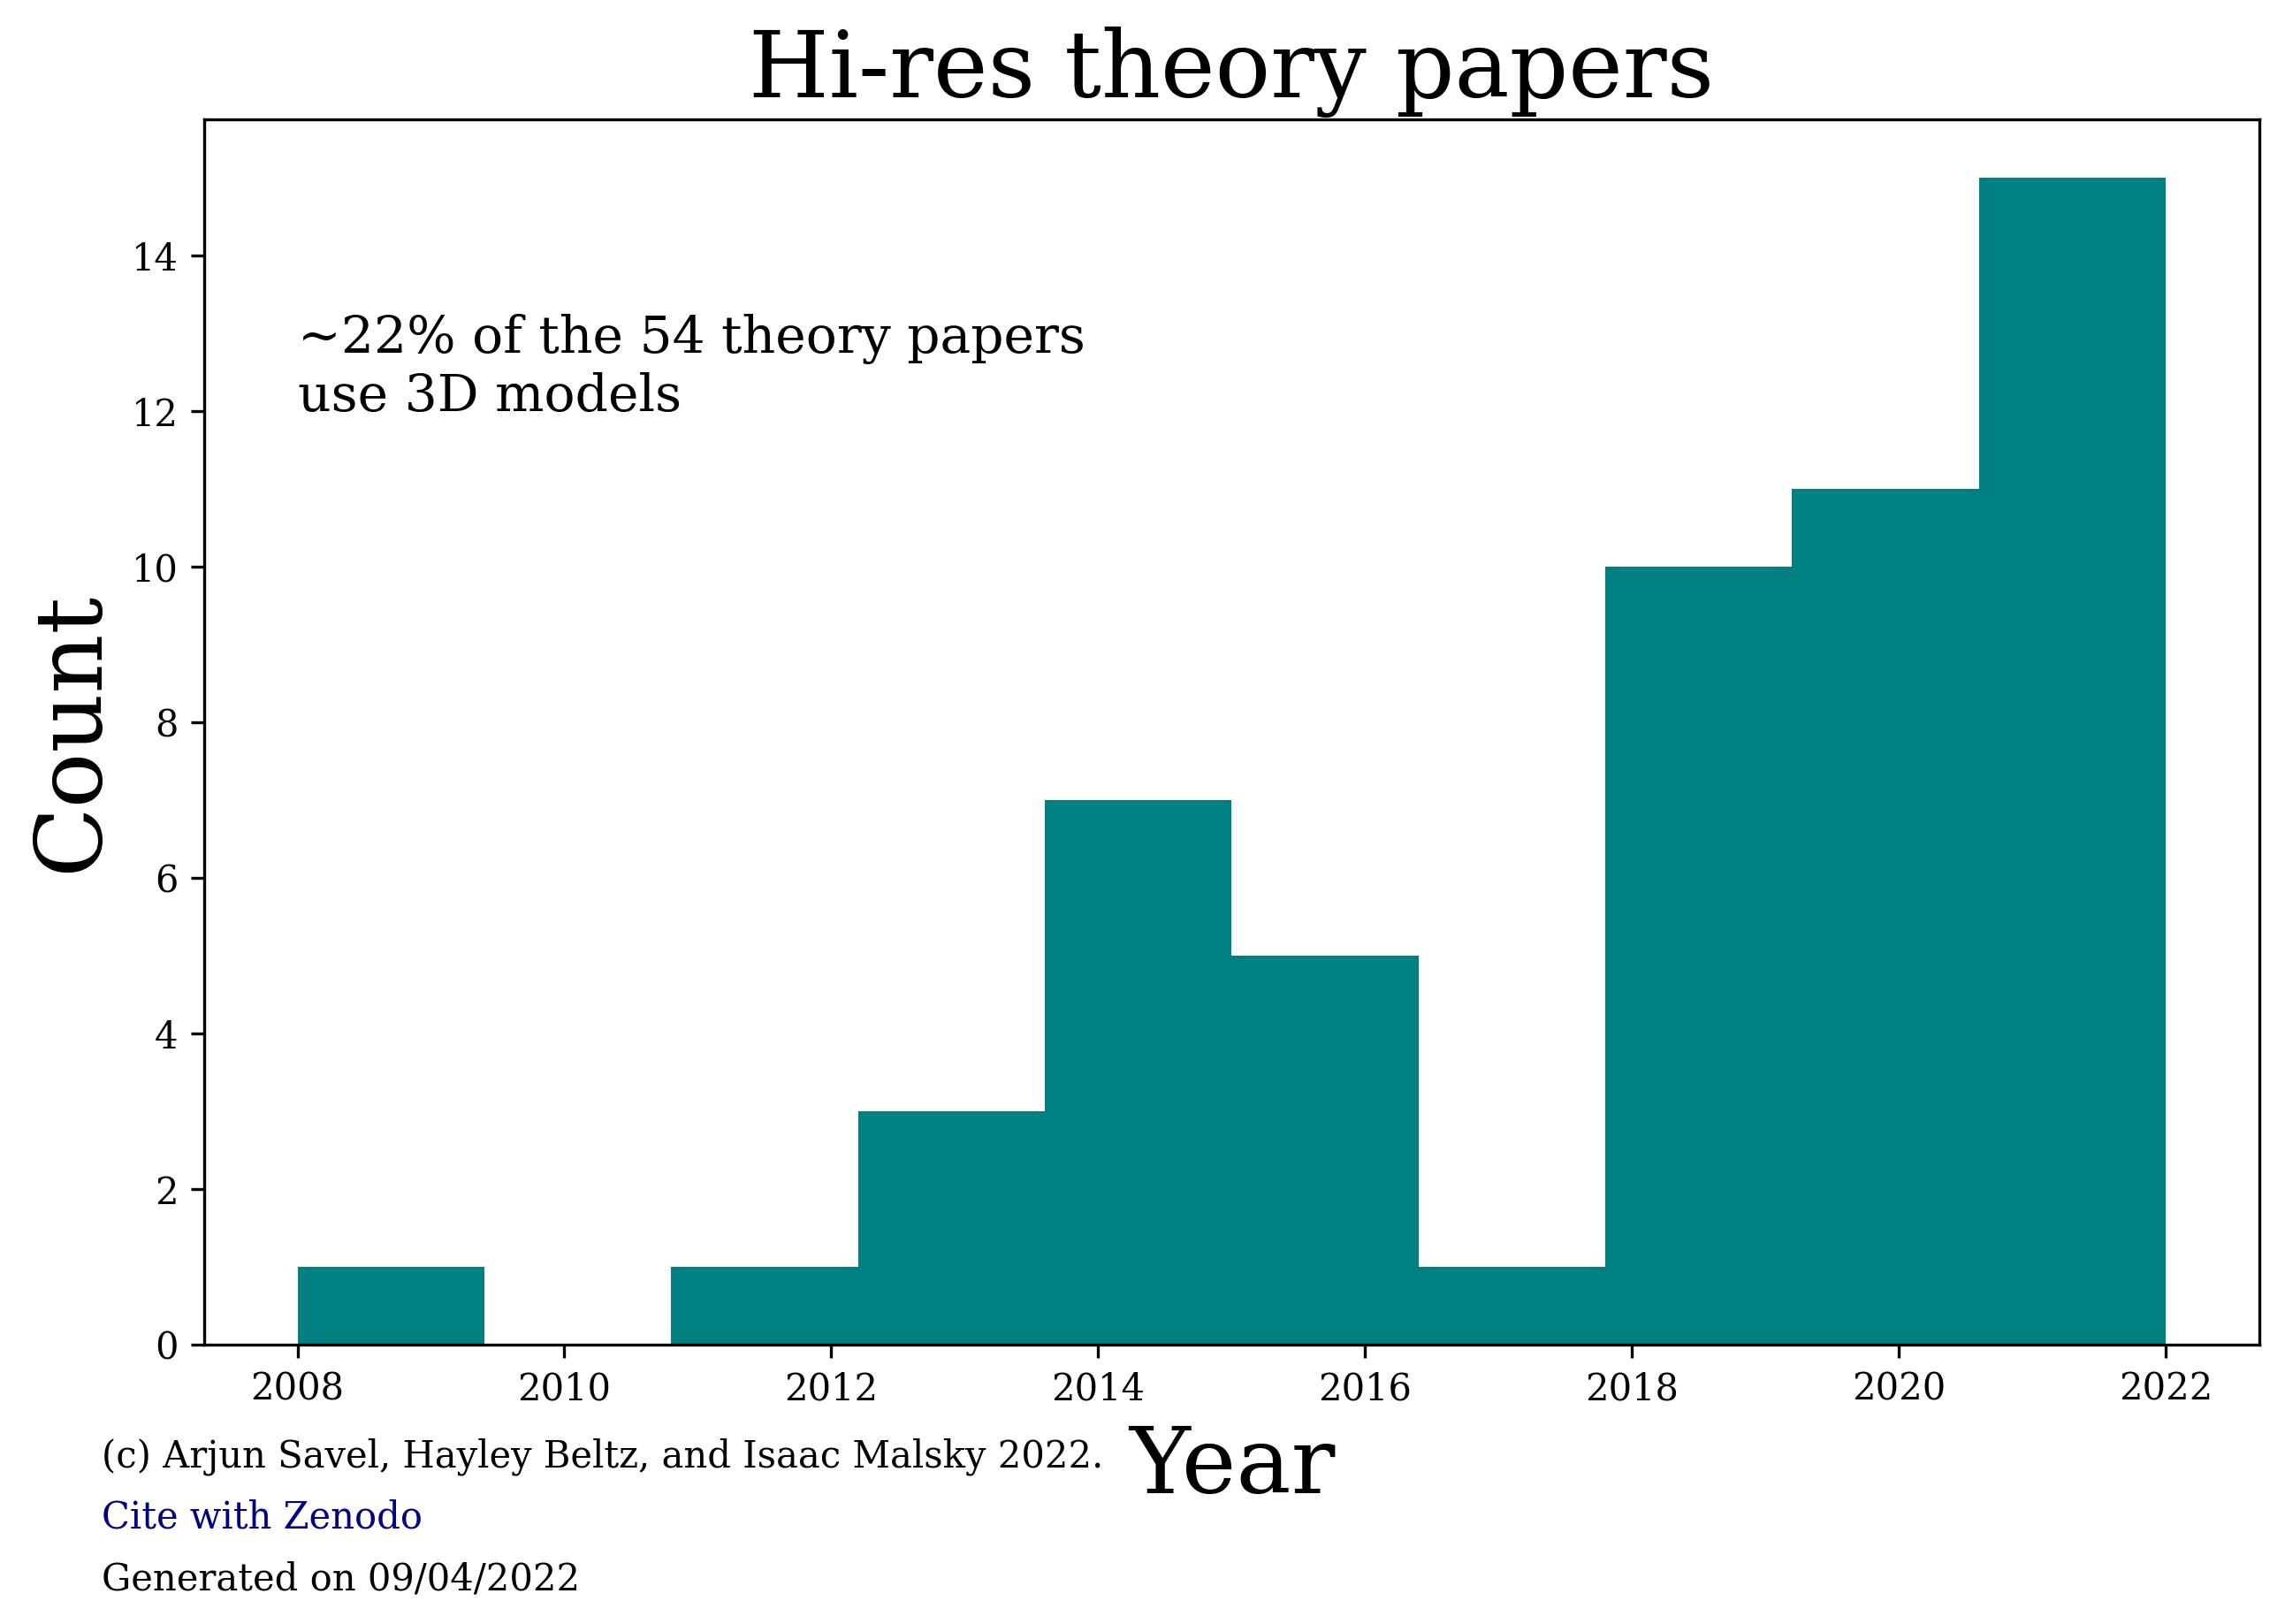 Hi-res theory papers
~22% of the 54 theory papers
use 3D models
Count
14
12
10
8
6
4
2
0
2008 2010 2012 2014 2016 2018 2020 2022
Year
(c) Arjun Savel, Hayley Beltz, and Isaac Malsky 2022.
Cite with Zenodo
Generated on 09/04/2022